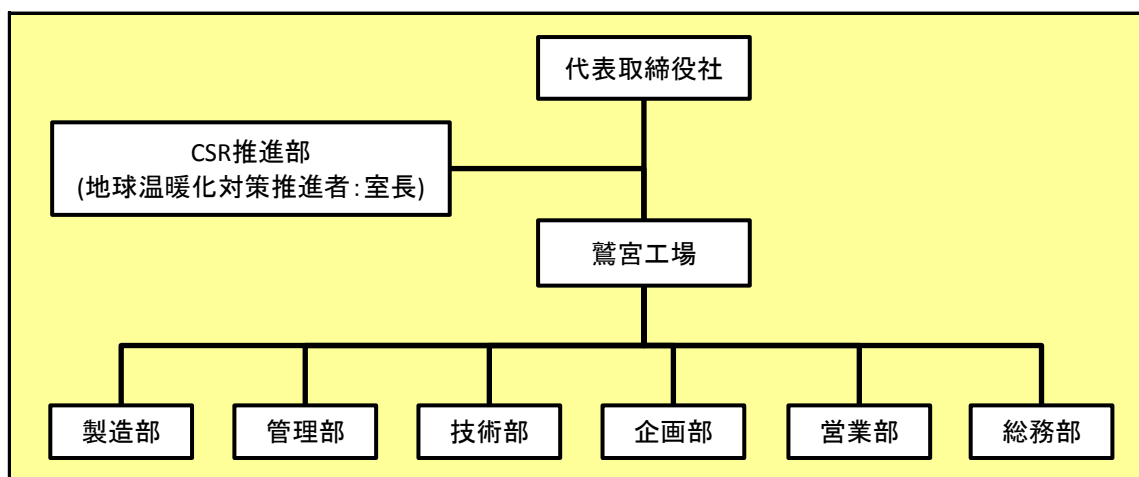 代表取締役社
CSR推進部
(地球温暖化対策推進者:室長)
鷲宮工場
製造部
管理部
技術部
企画部
営業部
総務部